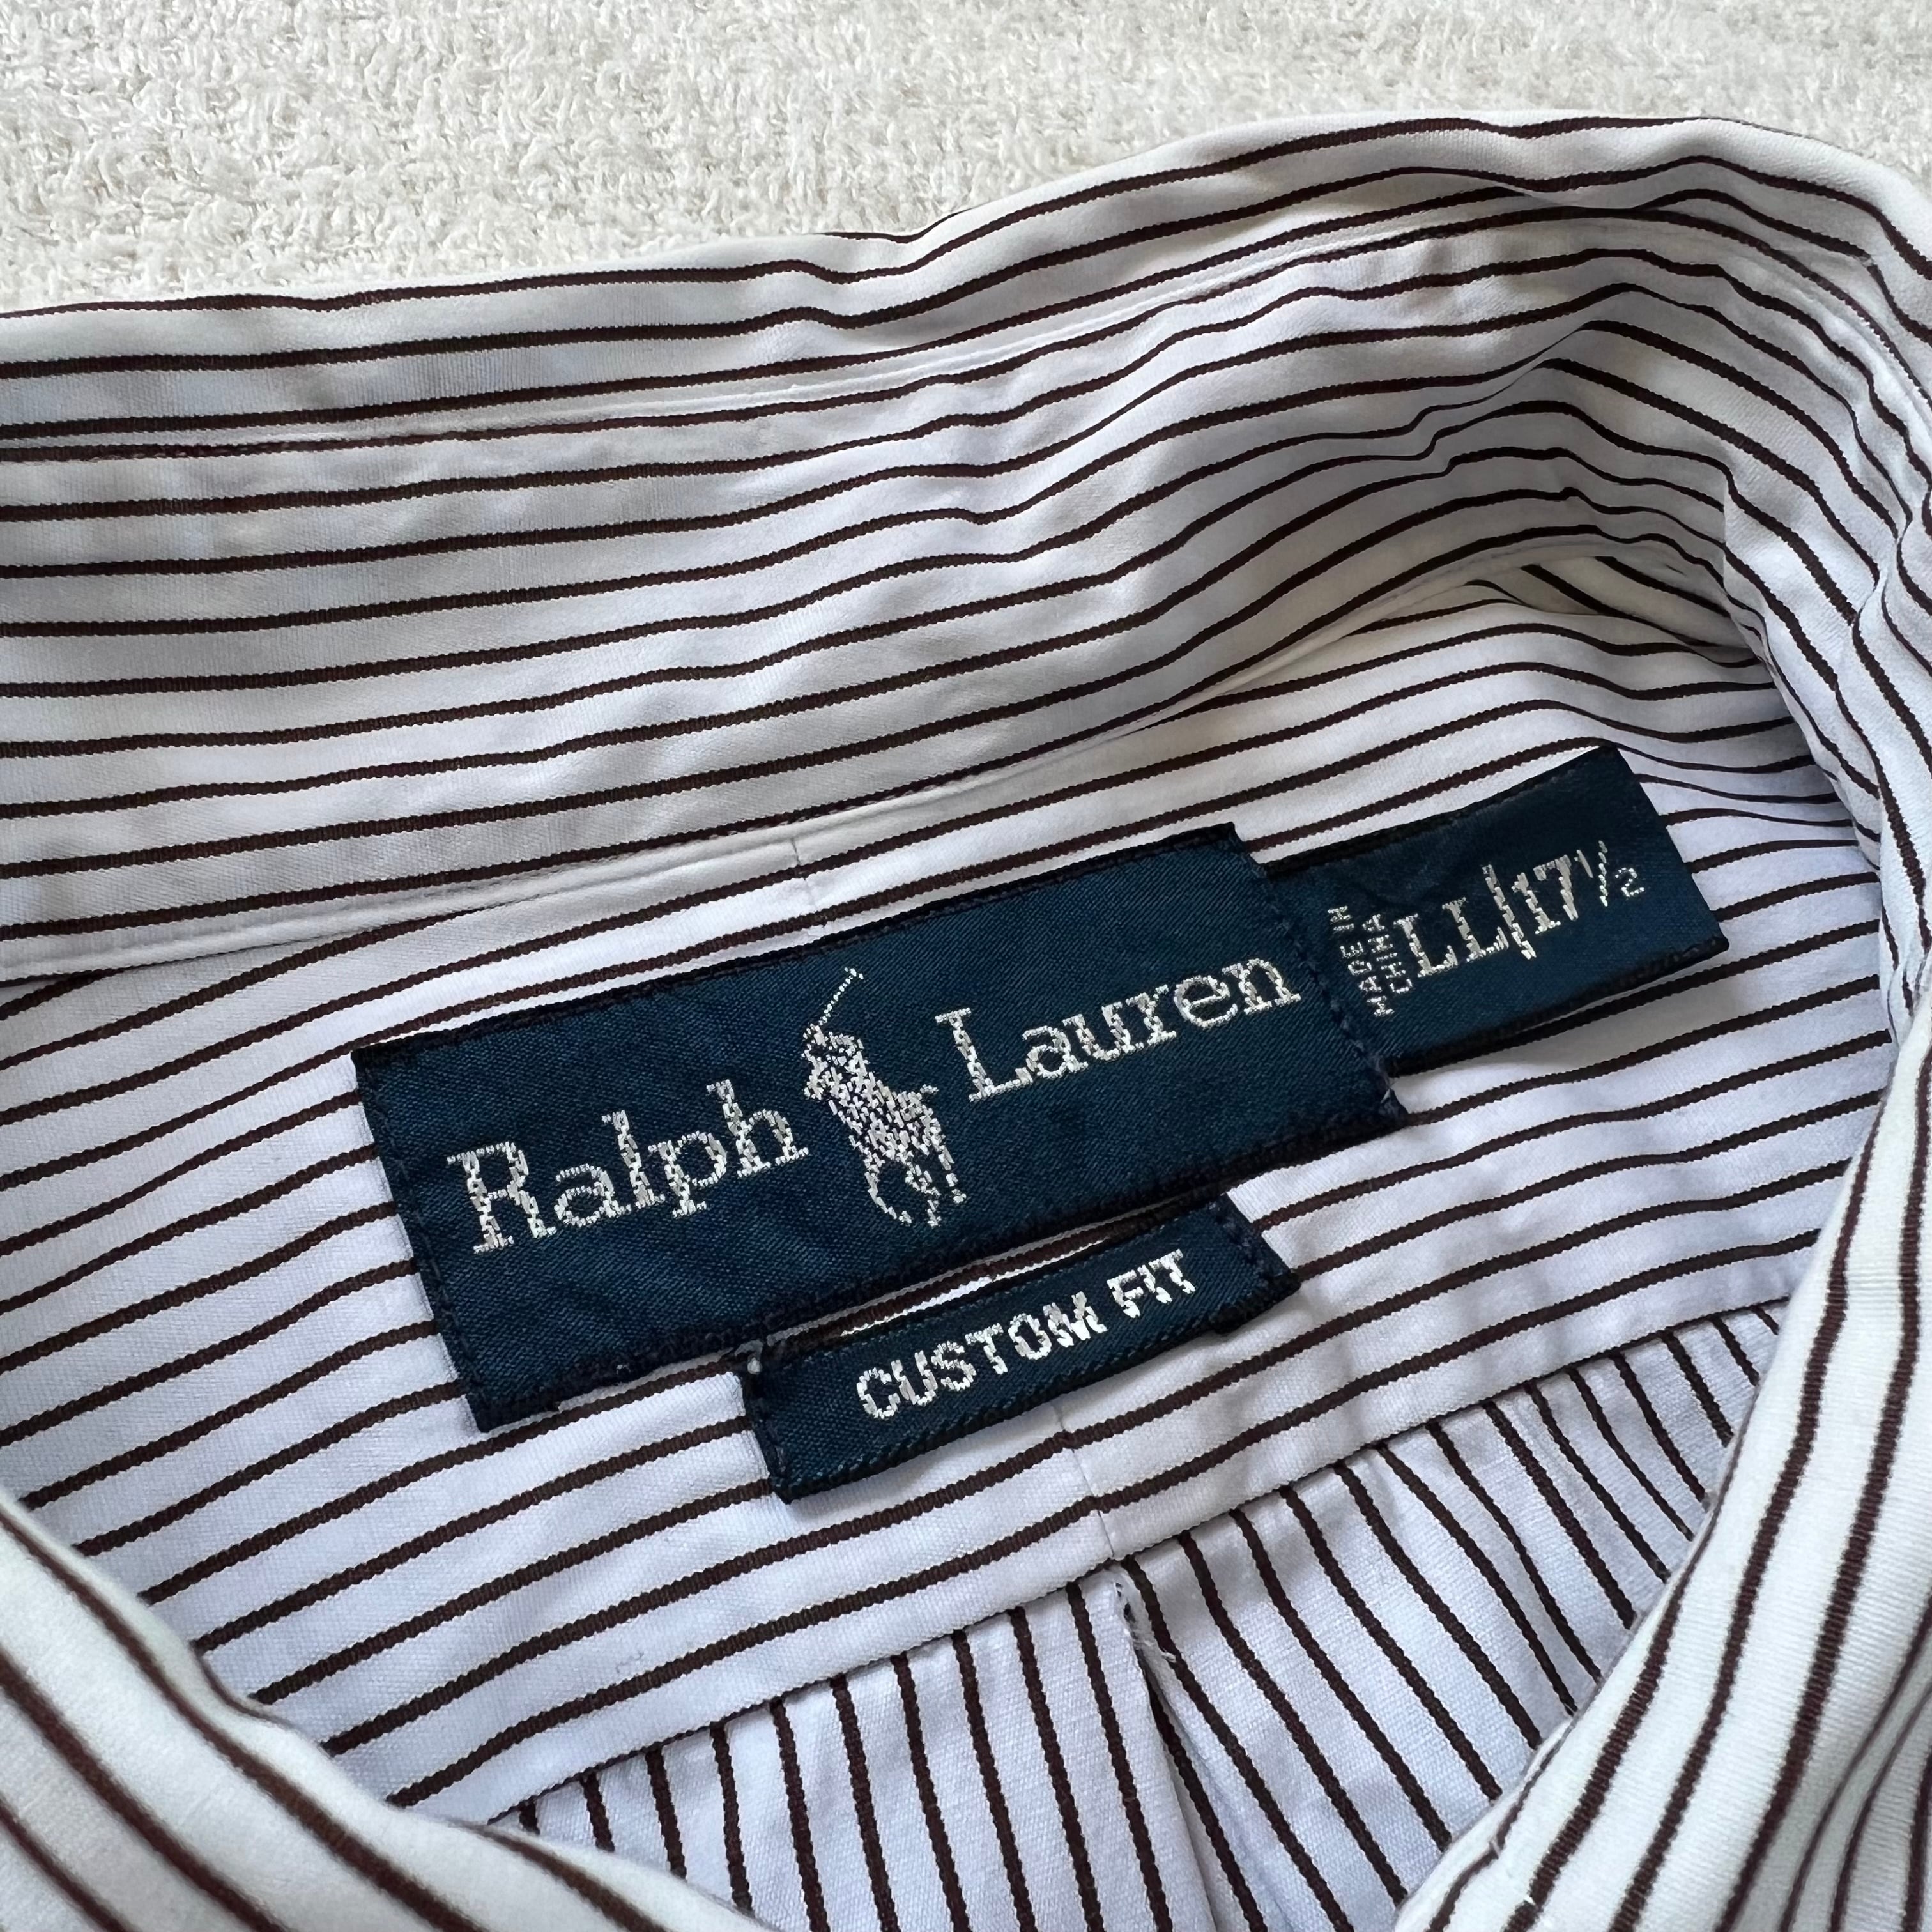 Ralph Lauren
MADE IN
CHINA
LL|17½
CUSTOM FIT